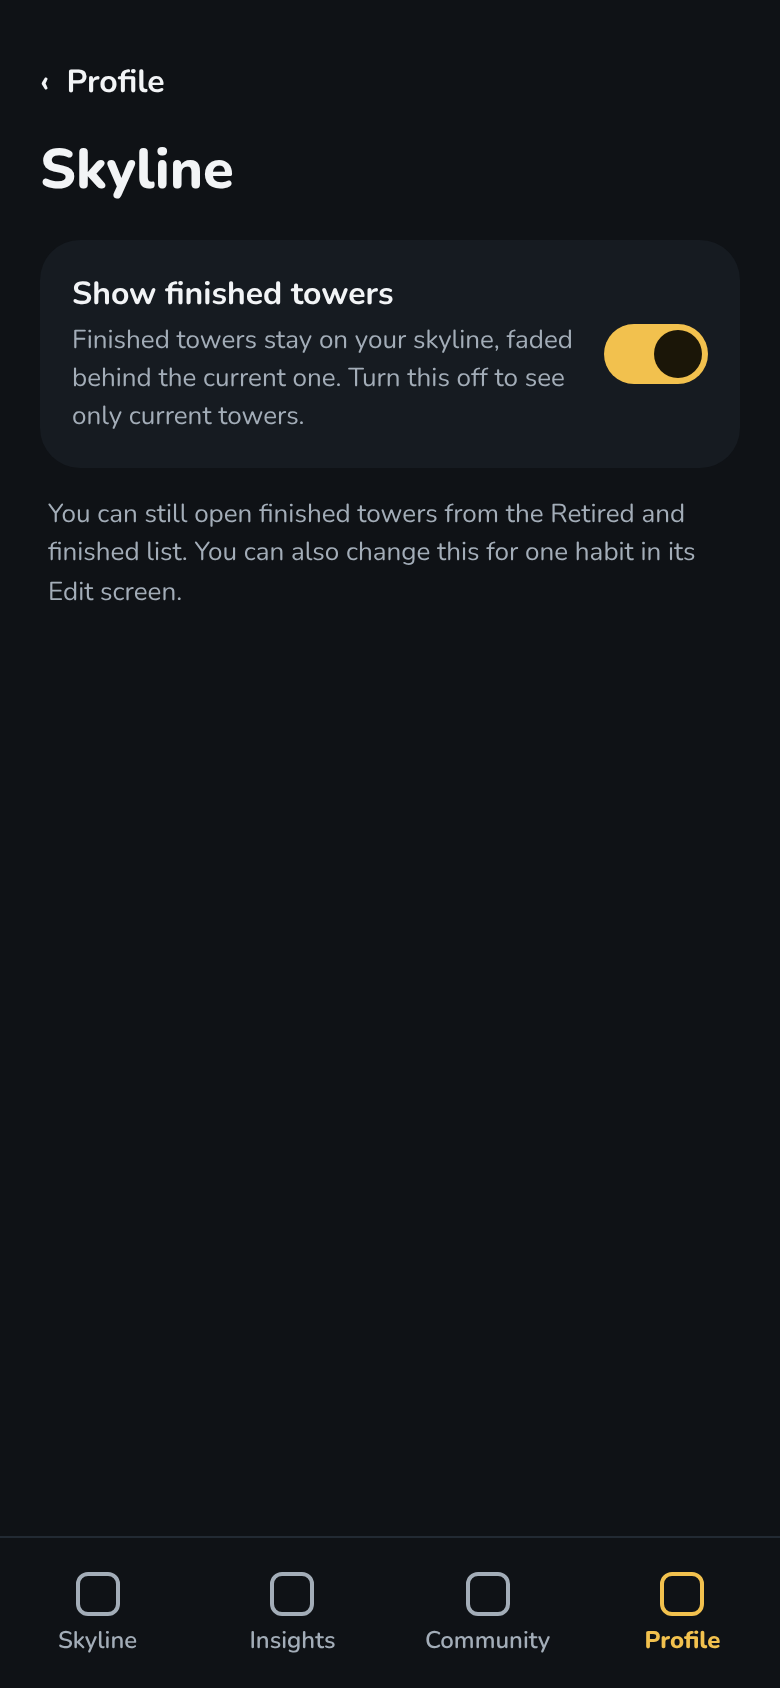 ‹ Profile
Skyline
Show finished towers
Finished towers stay on your skyline, faded
behind the current one. Turn this off to see
only current towers.
You can still open finished towers from the Retired and
finished list. You can also change this for one habit in its
Edit screen.
Skyline
Insights
Community
Profile